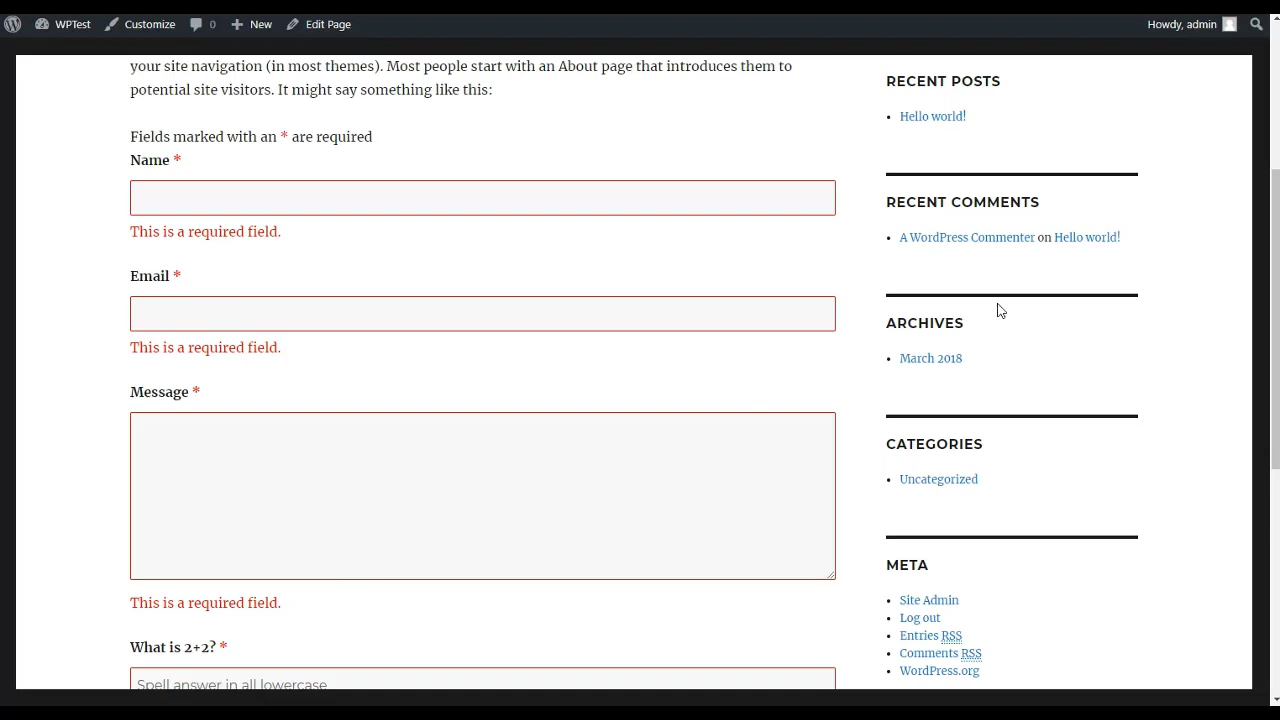 WPTest Customize 0 New Edit Page Howdy, admin
your site navigation (in most themes). Most people start with an About page that introduces them to
potential site visitors. It might say something like this:
Fields marked with an * are required
Name *
This is a required field.
Email *
This is a required field.
Message *
This is a required field.
What is 2+2? *
Spell answer in all lowercase
RECENT POSTS
Hello world!
RECENT COMMENTS
A WordPress Commenter on Hello world!
ARCHIVES
March 2018
CATEGORIES
Uncategorized
META
Site Admin
Log out
Entries RSS
Comments RSS
WordPress.org